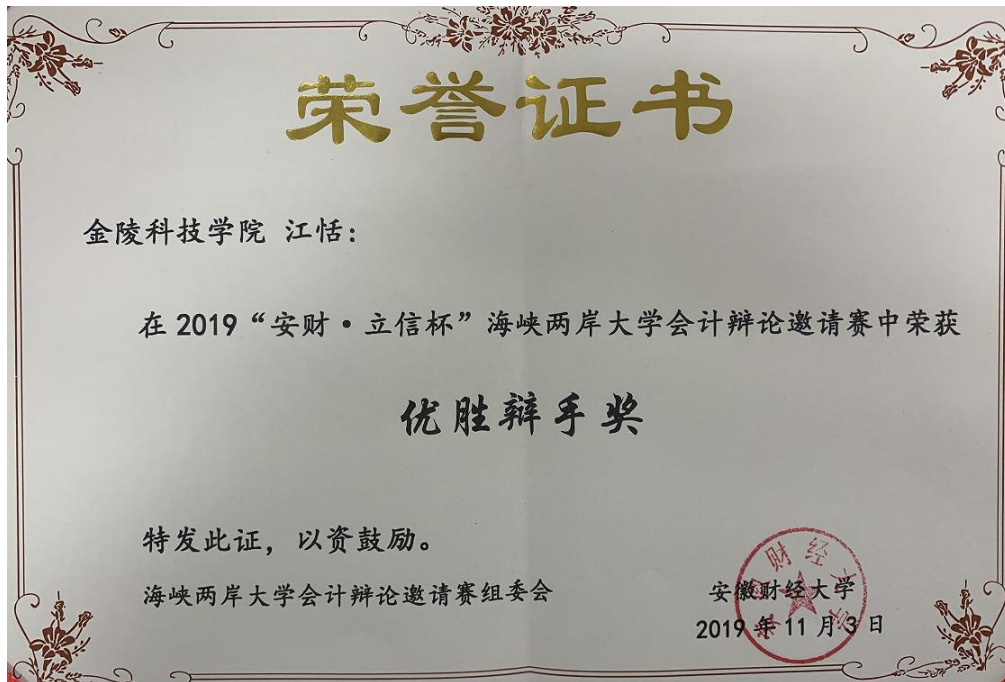 荣誉证书
金陵科技学院 江恬：
在2019“安财·立信杯”海峡两岸大学会计辩论邀请赛中荣获
优胜辩手奖
特发此证，以资鼓励。
海峡两岸大学会计辩论邀请赛组委会
安徽财经大学
2019年11月3日